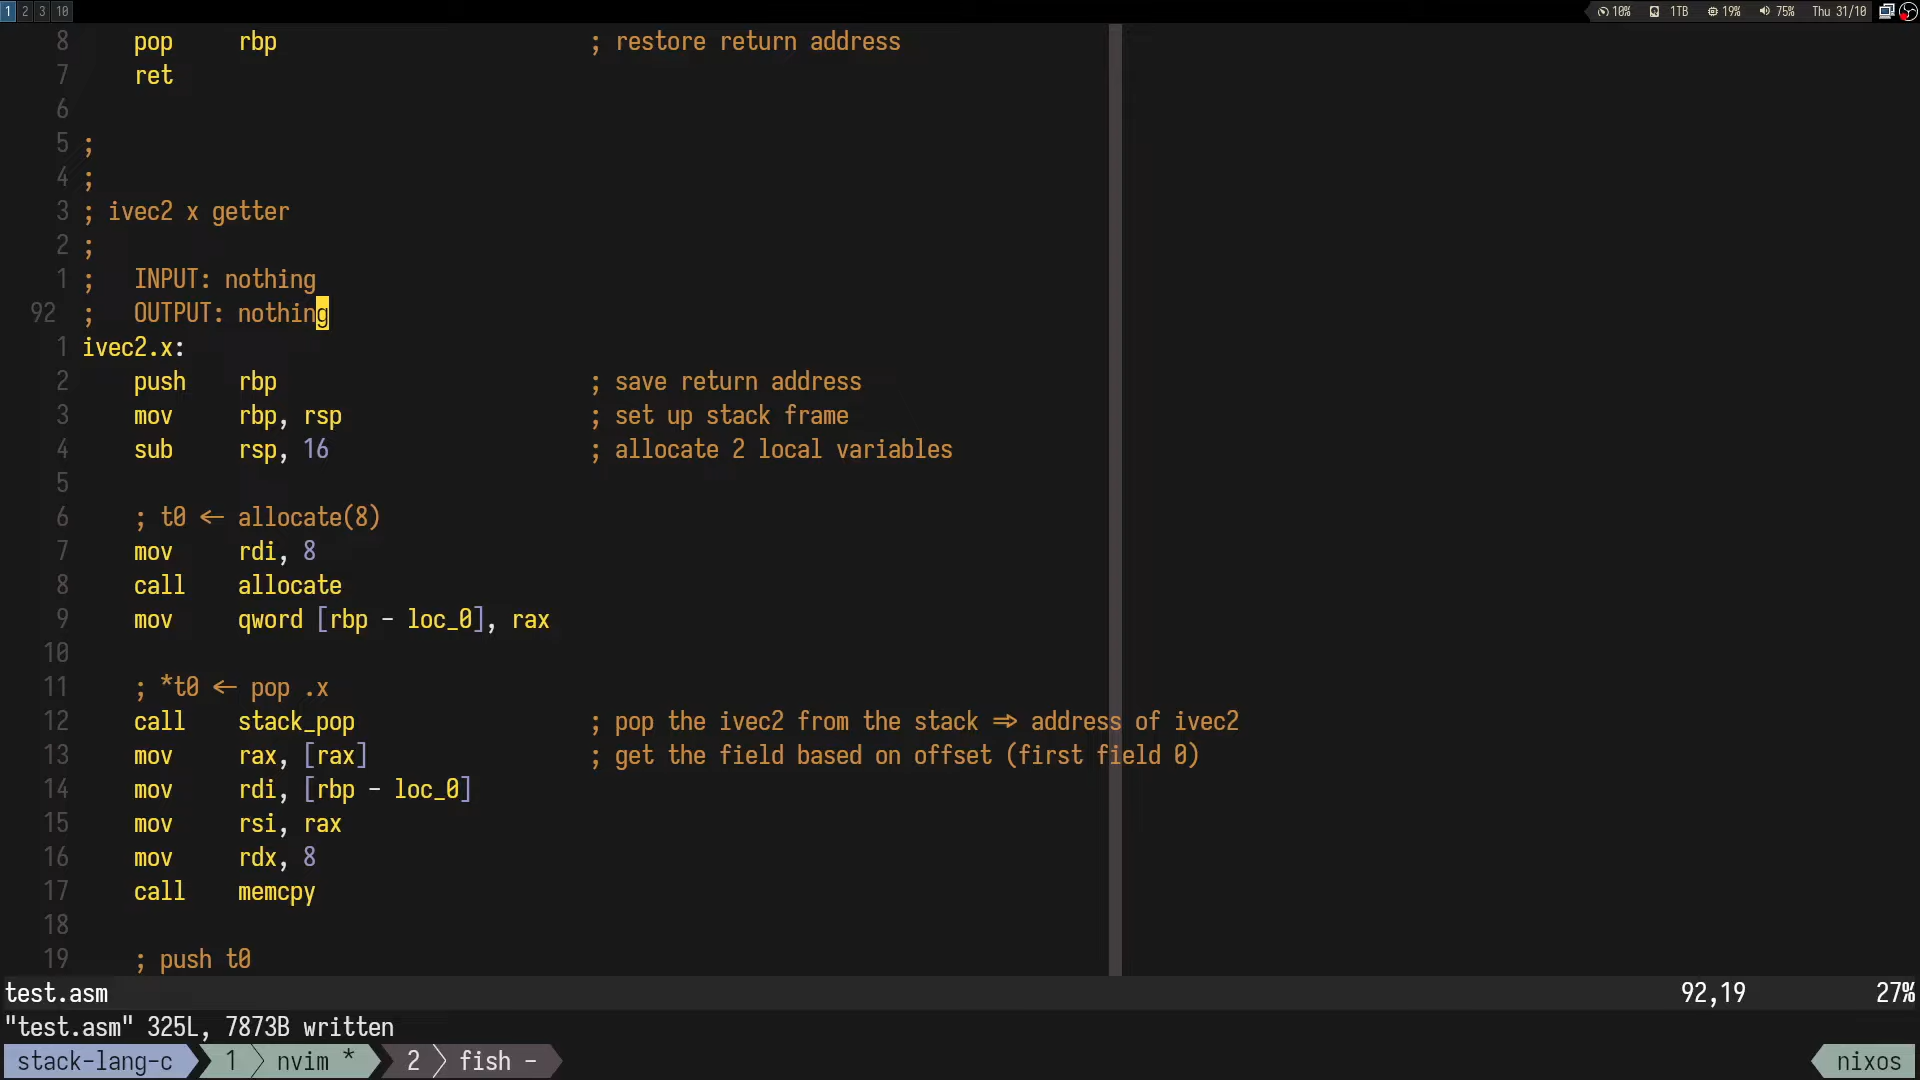 1 2 3 10 10% 1TB 19% 75% Thu 31/10
8 pop rbp ; restore return address
7 ret
6
5 ;
4 ;
3 ; ivec2 x getter
2 ;
1 ; INPUT: nothing
92 ; OUTPUT: nothing
1 ivec2.x:
2 push rbp ; save return address
3 mov rbp, rsp ; set up stack frame
4 sub rsp, 16 ; allocate 2 local variables
5
6 ; t0 <- allocate(8)
7 mov rdi, 8
8 call allocate
9 mov qword [rbp - loc_0], rax
10
11 ; *t0 <- pop .x
12 call stack_pop ; pop the ivec2 from the stack => address of ivec2
13 mov rax, [rax] ; get the field based on offset (first field 0)
14 mov rdi, [rbp - loc_0]
15 mov rsi, rax
16 mov rdx, 8
17 call memcpy
18
19 ; push t0
test.asm 92,19 27%
"test.asm" 325L, 7873B written
stack-lang-c 1 nvim * 2 fish - nixos